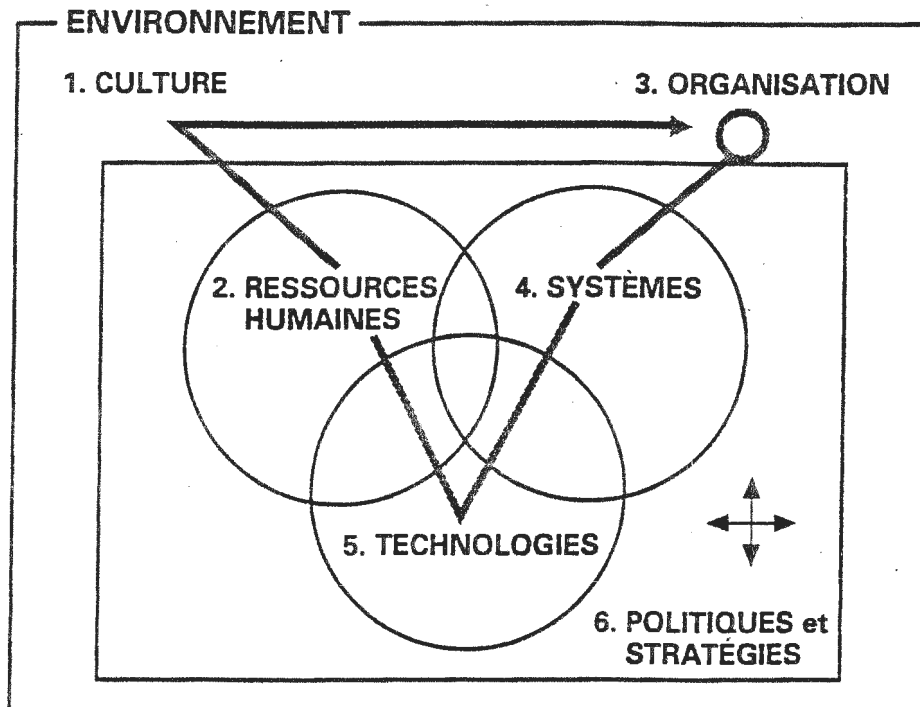 ENVIRONNEMENT
1. CULTURE
3. ORGANISATION
2. RESSOURCES
HUMAINES
4. SYSTÈMES
5. TECHNOLOGIES
6. POLITIQUES et
STRATÉGIES